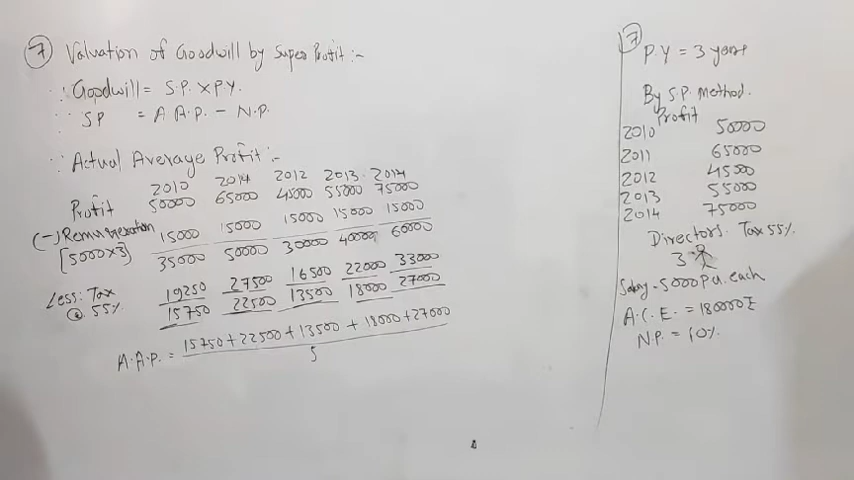 7 Valuation of Goodwill by Super Profit :-
∴ Goodwill = S.P. × P.Y.
∴ SP = A A.P. - N.P.
∴ Actual Average Profit :-
2010 2014 2012 2013 2014
Profit 50000 65000 45000 55000 75000
(-) Remuneration 15000 15000 15000 15000 15000
[5000×3] 35000 50000 30000 40000 60000
Less: Tax 19250 27500 16500 22000 33000
@ 55% 15750 22500 13500 18000 27000
A.A.P. = 15750+22500+13500+18000+27000
5
7
P.Y = 3 years
By S.P. Method.
Profit
2010 50000
2011 65000
2012 45000
2013 55000
2014 75000
Directors. Tax 55%.
3
Salary - 5000 P.a. each
A.C.E. = 180000
N.P. = 10%